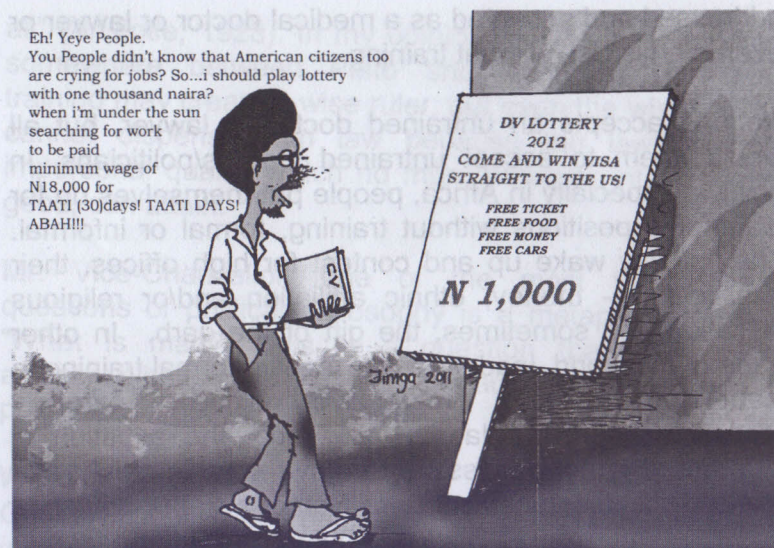 Eh! Yeye People.
You People didn't know that American citizens too
are crying for jobs? So...i should play lottery
with one thousand naira?
when i'm under the sun
searching for work
to be paid
minimum wage of
N18,000 for
TAATI (30)days! TAATI DAYS!
ABAH!!!
DV LOTTERY
2012
COME AND WIN VISA
STRAIGHT TO THE US!
FREE TICKET
FREE FOOD
FREE MONEY
FREE CARS
N 1,000
CV
Jimga 2011